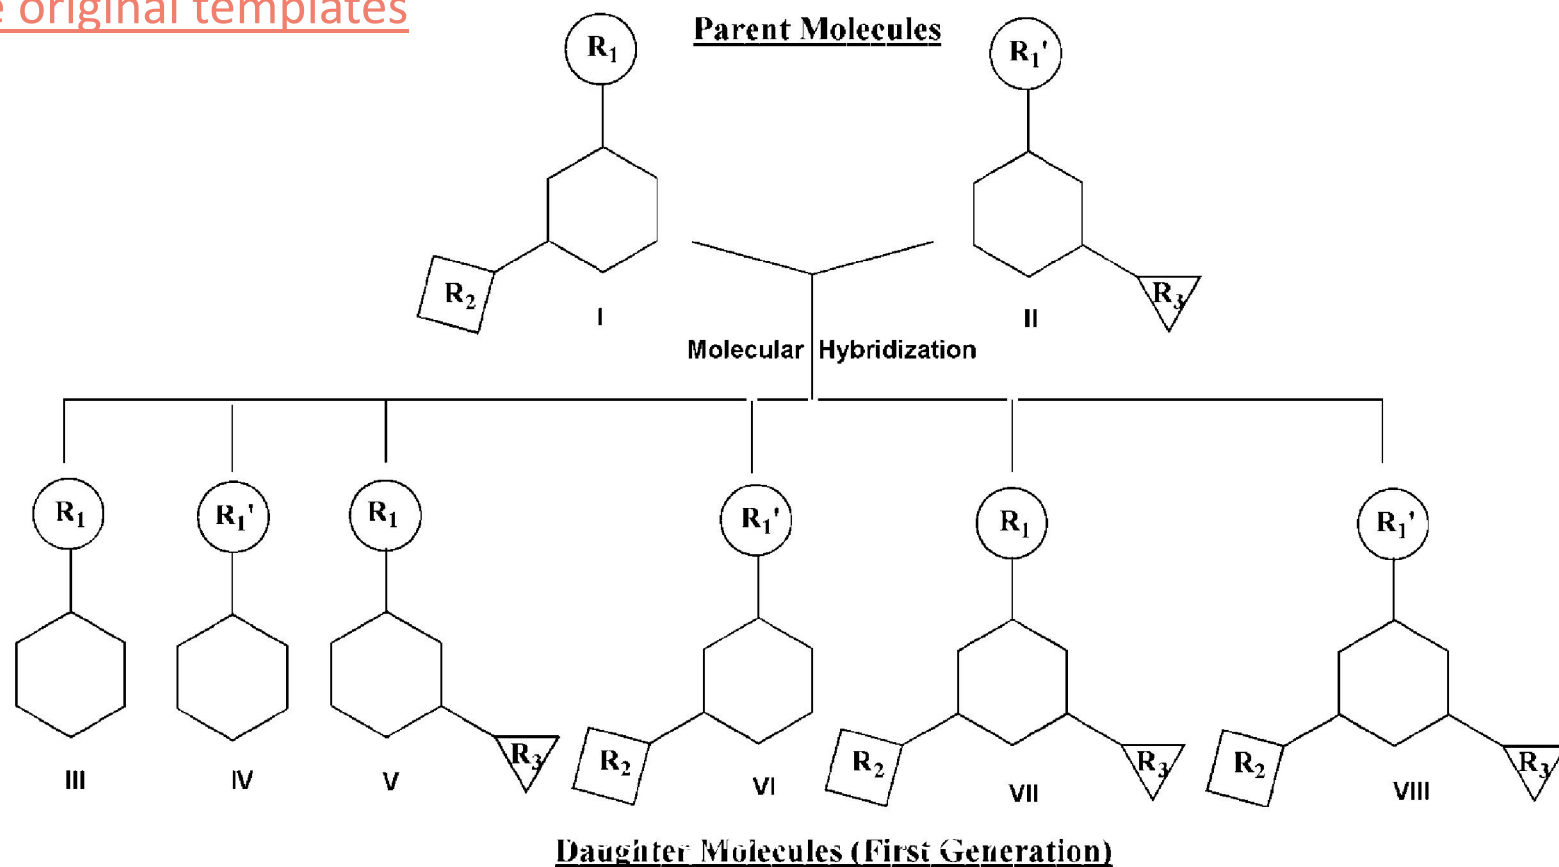 e original templates
Parent Molecules
R1
R1'
R2
R3
I
II
Molecular Hybridization
R1
R1'
R1
R1'
R1
R1'
R3
R2
R2
R3
R2
R3
III
IV
V
VI
VII
VIII
Daughter Molecules (First Generation)